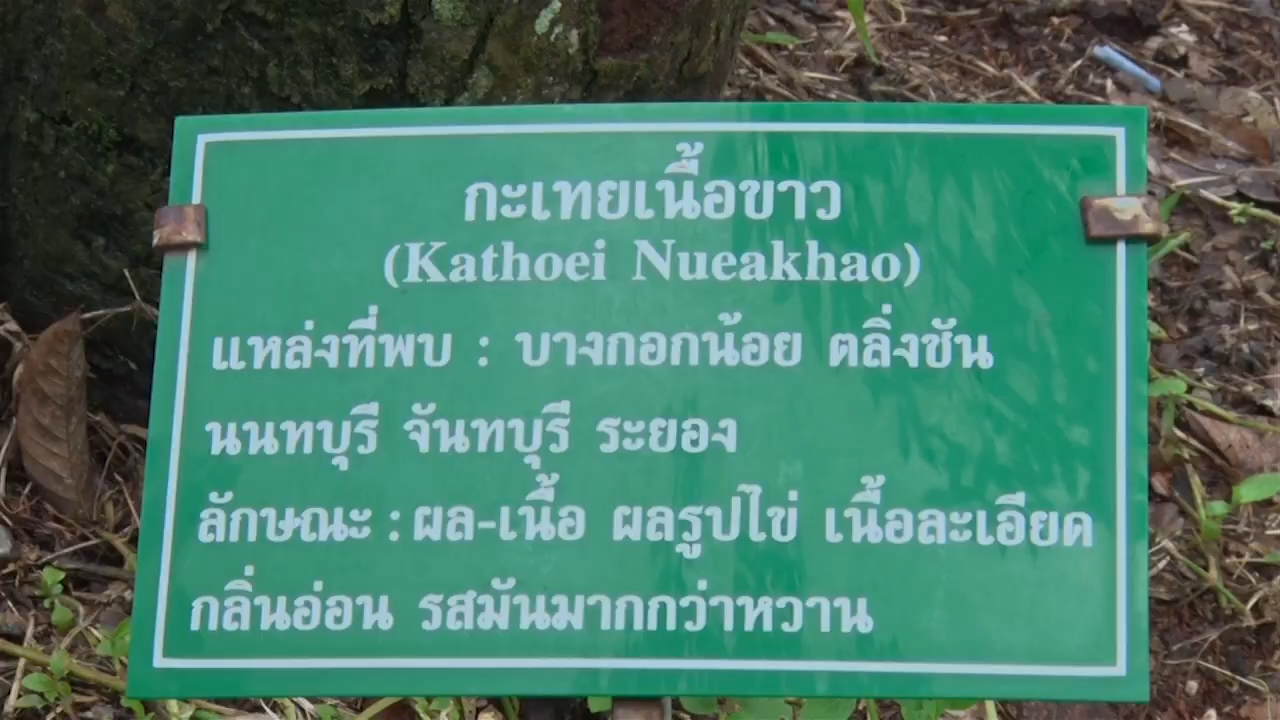 กะเทยเนื้อขาว
(Kathoei Nueakhao)
แหล่งที่พบ : บางกอกน้อย ตลิ่งชัน
นนทบุรี จันทบุรี ระยอง
ลักษณะ : ผล-เนื้อ ผลรูปไข่ เนื้อละเอียด
กลิ่นอ่อน รสมันมากกว่าหวาน